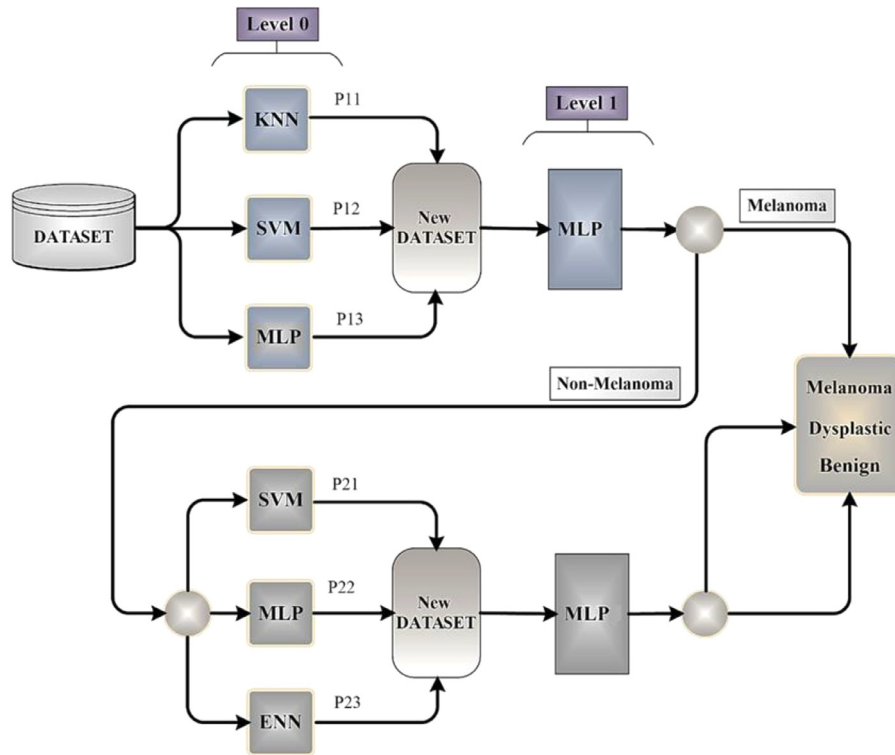 Level 0
KNN
P11
Level 1
DATASET
SVM
P12
New
DATASET
MLP
Melanoma
MLP
P13
Non-Melanoma
Melanoma
Dysplastic
Benign
SVM
P21
MLP
P22
New
DATASET
MLP
ENN
P23